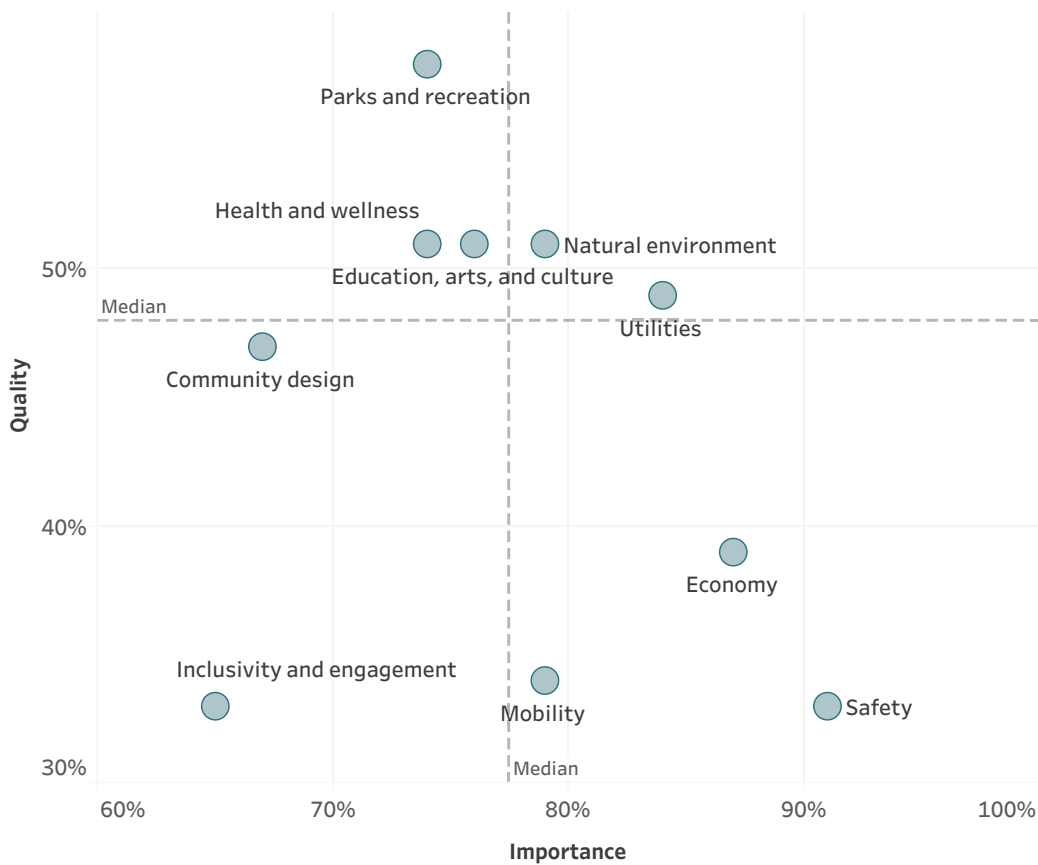 Parks and recreation
Health and wellness
Natural environment
50%
Education, arts, and culture
Median
Utilities
Community design
Quality
40%
Economy
Inclusivity and engagement
Mobility
Safety
30%
Median
60%
70%
80%
90%
100%
Importance